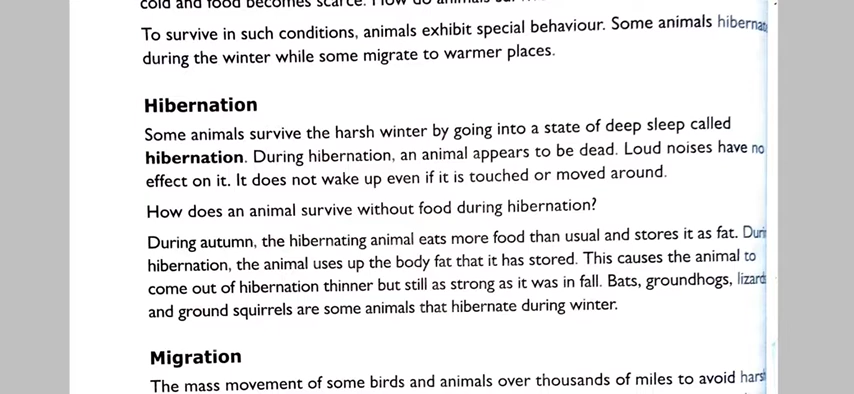 cold and food becomes scarce. How do animals
To survive in such conditions, animals exhibit special behaviour. Some animals hibernat
during the winter while some migrate to warmer places.
Hibernation
Some animals survive the harsh winter by going into a state of deep sleep called
hibernation. During hibernation, an animal appears to be dead. Loud noises have no
effect on it. It does not wake up even if it is touched or moved around.
How does an animal survive without food during hibernation?
During autumn, the hibernating animal eats more food than usual and stores it as fat. Duri
hibernation, the animal uses up the body fat that it has stored. This causes the animal to
come out of hibernation thinner but still as strong as it was in fall. Bats, groundhogs, lizard
and ground squirrels are some animals that hibernate during winter.
Migration
The mass movement of some birds and animals over thousands of miles to avoid hars